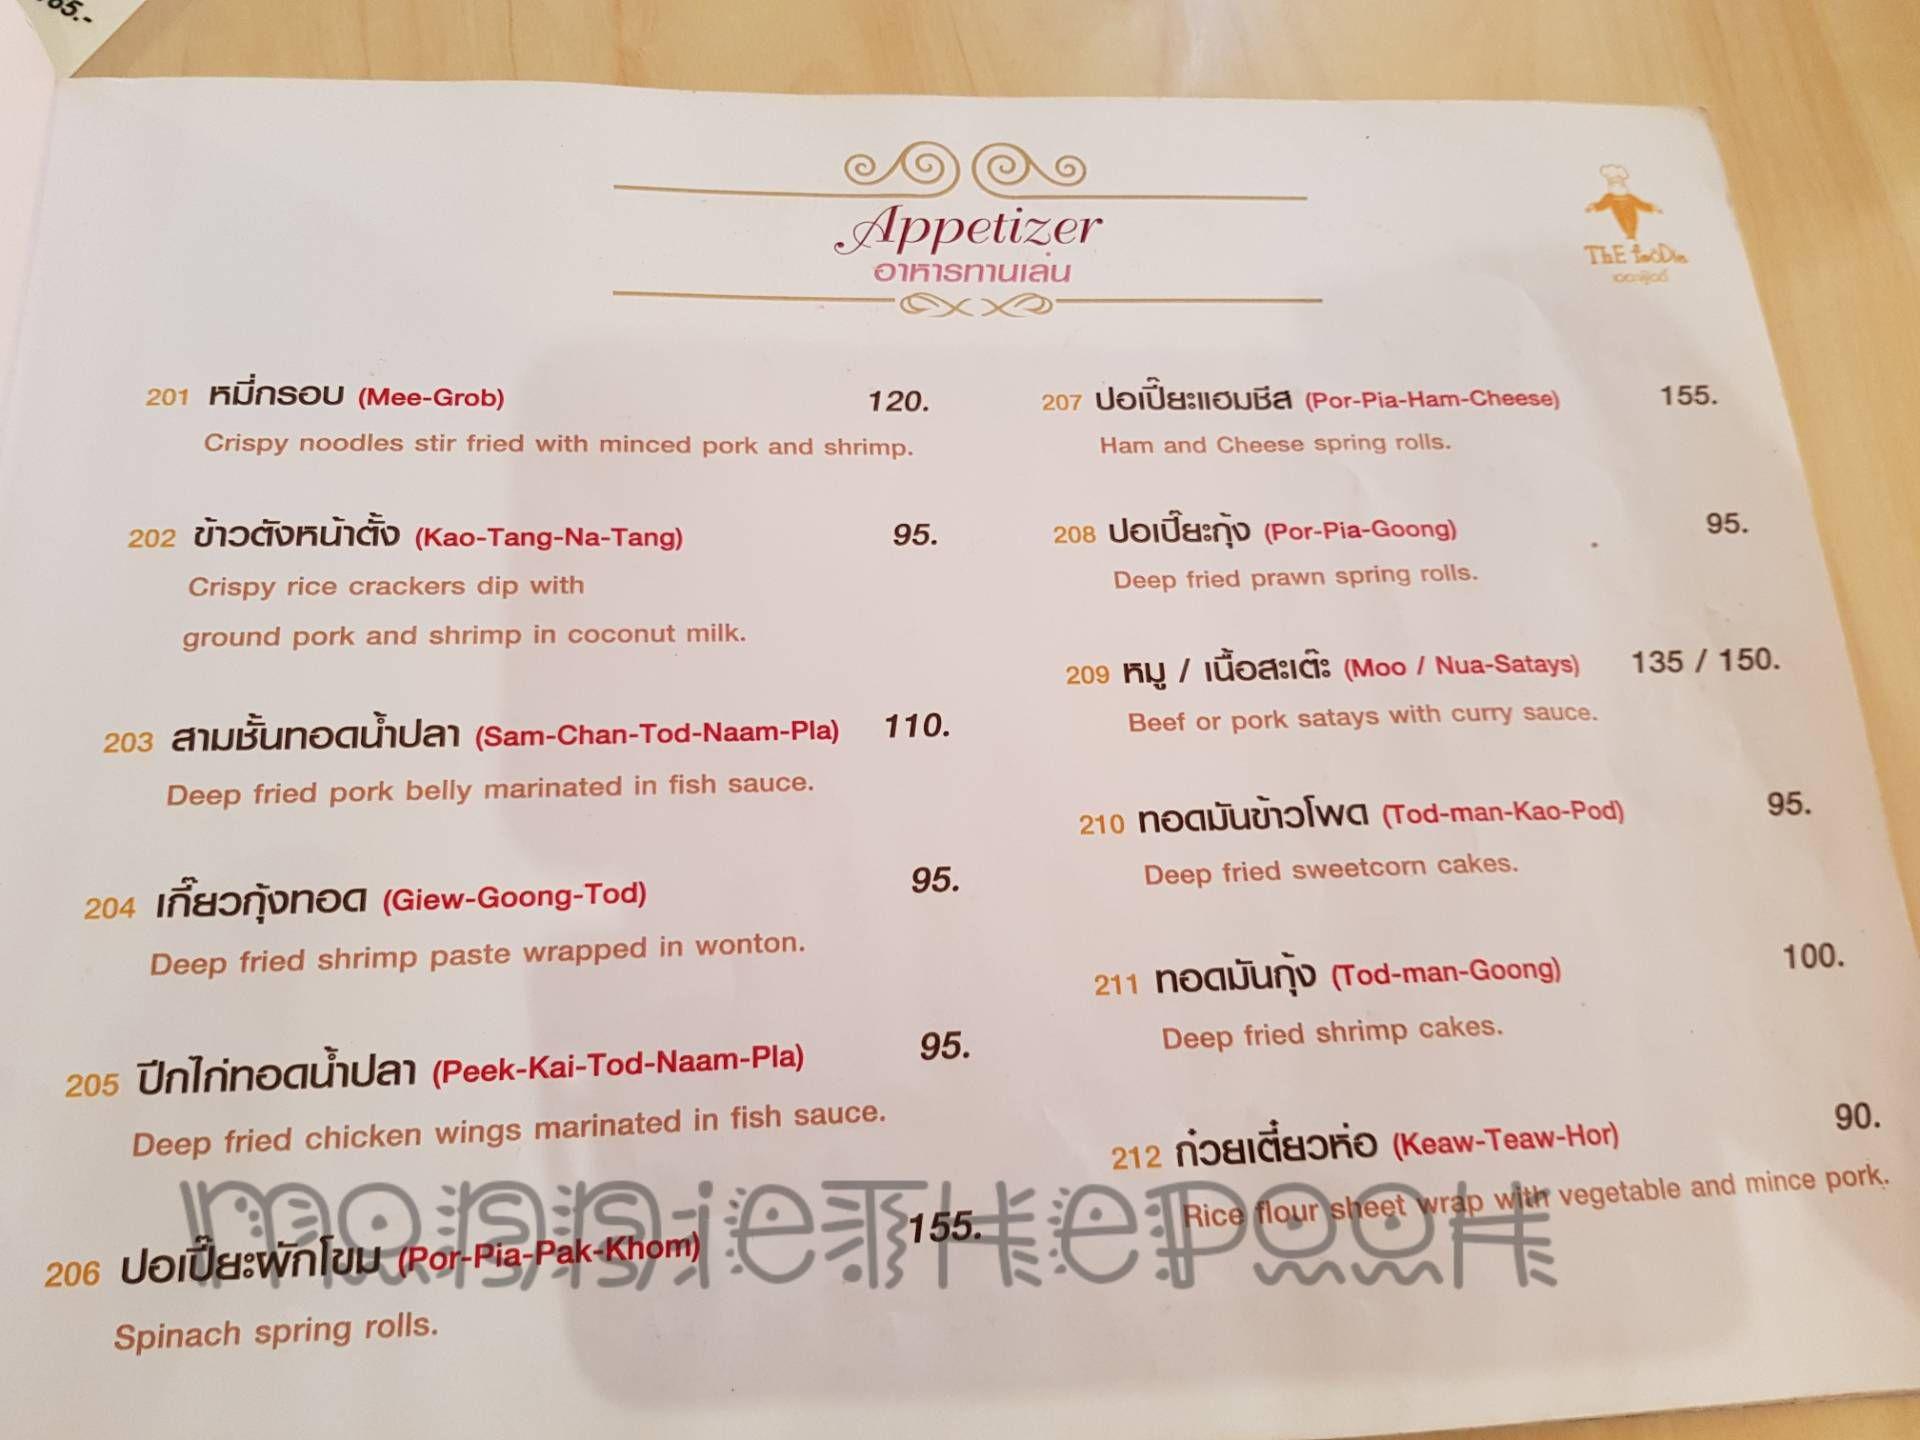 65.-
Appetizer
อาหารทานเล่น
ThE fooDie
เดอะฟู้ดดี้
201 หมี่กรอบ (Mee-Grob) 120.
Crispy noodles stir fried with minced pork and shrimp.
202 ข้าวตังหน้าตั้ง (Kao-Tang-Na-Tang) 95.
Crispy rice crackers dip with
ground pork and shrimp in coconut milk.
203 สามชั้นทอดน้ำปลา (Sam-Chan-Tod-Naam-Pla) 110.
Deep fried pork belly marinated in fish sauce.
204 เกี๊ยวกุ้งทอด (Giew-Goong-Tod) 95.
Deep fried shrimp paste wrapped in wonton.
205 ปีกไก่ทอดน้ำปลา (Peek-Kai-Tod-Naam-Pla) 95.
Deep fried chicken wings marinated in fish sauce.
206 ปอเปี๊ยะผักโขม (Por-Pia-Pak-Khom) 155.
Spinach spring rolls.
207 ปอเปี๊ยะแฮมชีส (Por-Pia-Ham-Cheese) 155.
Ham and Cheese spring rolls.
208 ปอเปี๊ยะกุ้ง (Por-Pia-Goong) 95.
Deep fried prawn spring rolls.
209 หมู / เนื้อสะเต๊ะ (Moo / Nua-Satays) 135 / 150.
Beef or pork satays with curry sauce.
210 ทอดมันข้าวโพด (Tod-man-Kao-Pod) 95.
Deep fried sweetcorn cakes.
211 ทอดมันกุ้ง (Tod-man-Goong) 100.
Deep fried shrimp cakes.
212 ก๋วยเตี๋ยวห่อ (Keaw-Teaw-Hor) 90.
Rice flour sheet wrap with vegetable and mince pork.
monnieTHePOOH